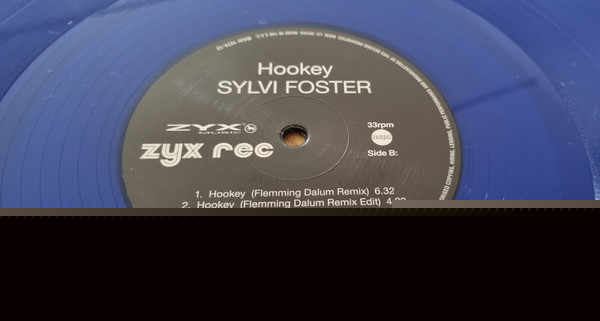 Hookey
SYLVI FOSTER
ZYX
MUSIC
zyx rec
33rpm
mcps
Side B:
1. Hookey (Flemming Dalum Remix) 6.32
2. Hookey (Flemming Dalum Remix Edit)